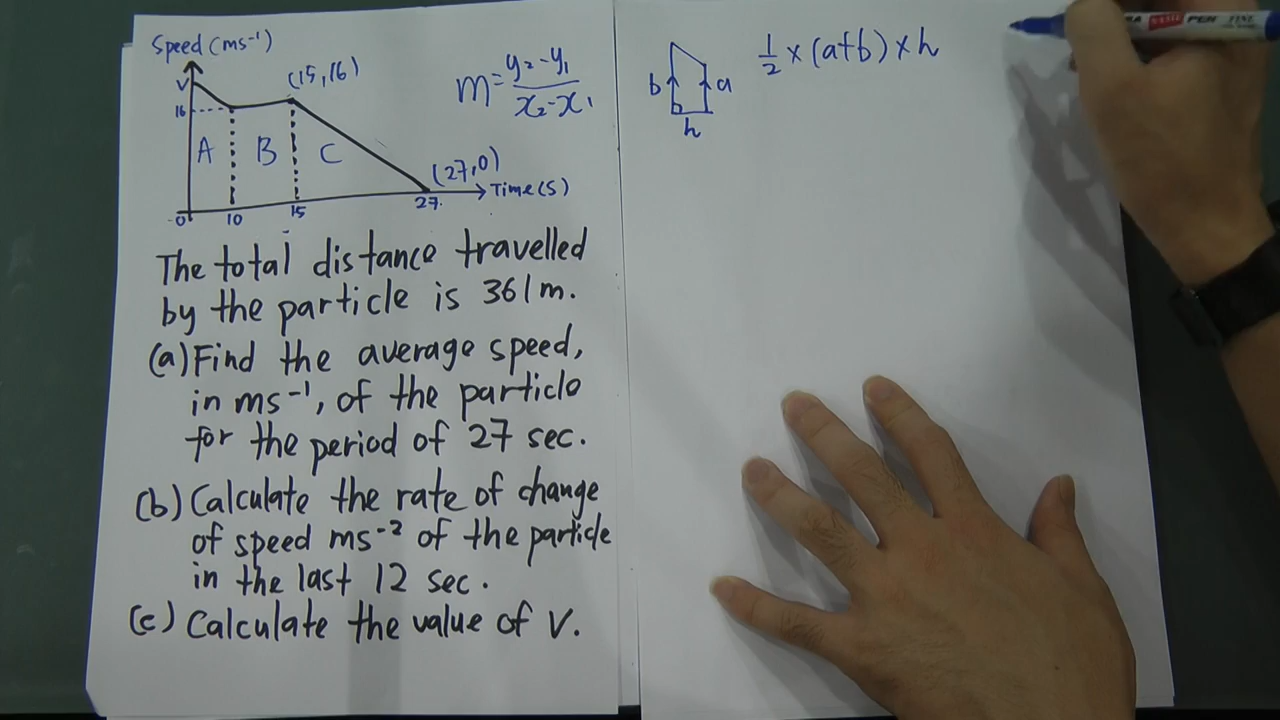 Speed (ms⁻¹)
V
16
(15,16)
A
B
C
(27,0)
Time(s)
0
10
15
27
m = y₂-y₁ / x₂-x₁
b
a
h
½ × (a+b) × h
PEN FINE
The total distance travelled
by the particle is 361m.
(a) Find the average speed,
in ms⁻¹, of the particle
for the period of 27 sec.
(b) Calculate the rate of change
of speed ms⁻² of the particle
in the last 12 sec.
(c) Calculate the value of V.